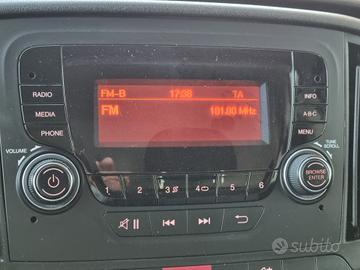 FM-B 17:08 TA
FM 101.80 MHz
RADIO
INFO
MEDIA
A·B·C
PHONE
MENU
VOLUME
TUNE
SCROLL
BROWSE
ENTER
1 2 3 4 5 6
subito